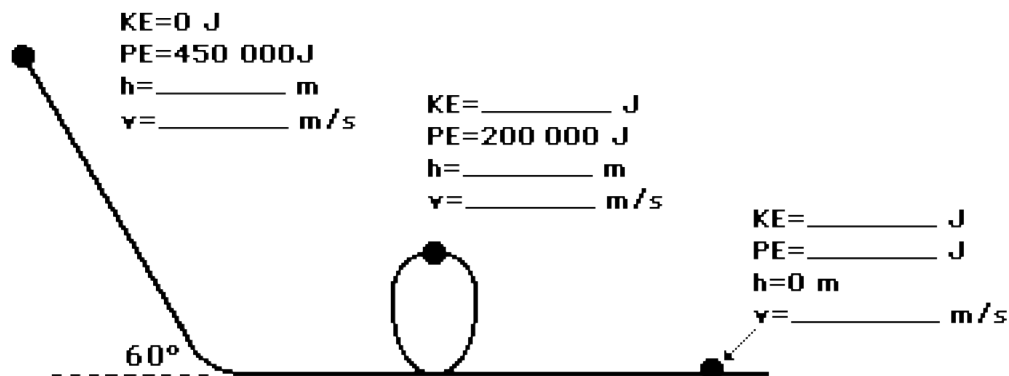 KE=0 J
PE=450 000J
h=________ m
v=________ m/s
KE=________ J
PE=200 000 J
h=________ m
v=________ m/s
KE=________ J
PE=________ J
h=0 m
v=________ m/s
60°